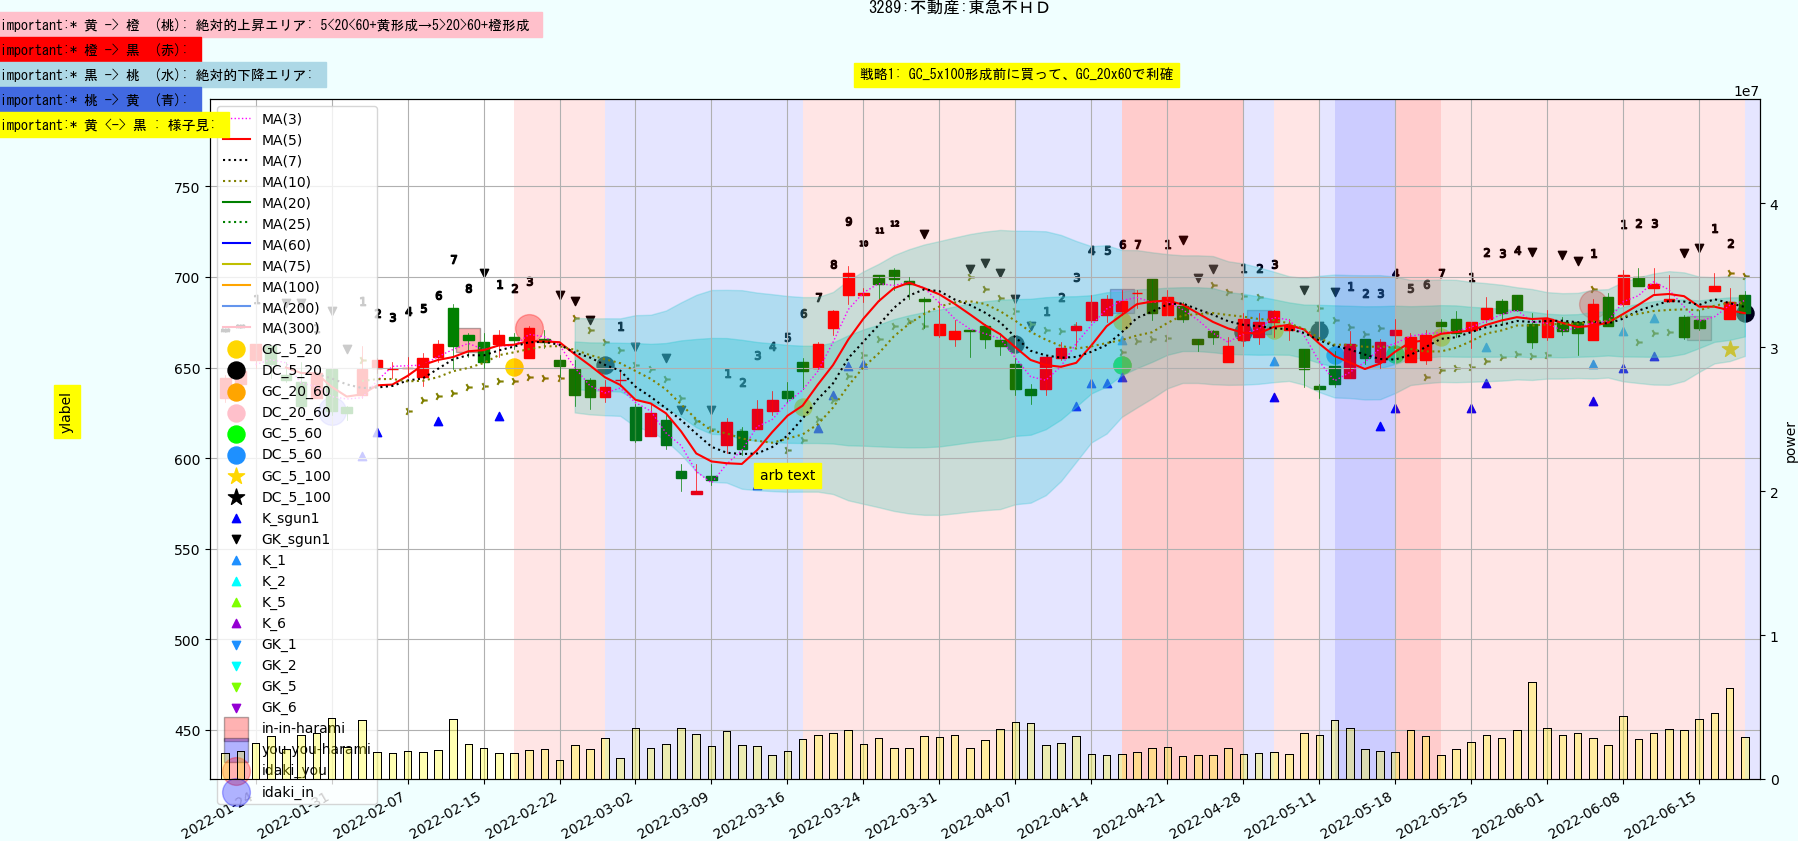 3289:不動産:東急不HD
important:* 黄 -> 橙 (桃): 絶対的上昇エリア: 5<20<60+黄形成→5>20>60+橙形成
important:* 橙 -> 黒 (赤):
important:* 黒 -> 桃 (水): 絶対的下降エリア:
戦略1: GC_5x100形成前に買って、GC_20x60で利確
important:* 桃 -> 黄 (青):
important:* 黄 <-> 黒 : 様子見:
1e7
MA(3)
MA(5)
MA(7)
MA(10)
MA(20)
MA(25)
MA(60)
MA(75)
MA(100)
MA(200)
MA(300)
GC_5_20
DC_5_20
GC_20_60
DC_20_60
GC_5_60
DC_5_60
GC_5_100
DC_5_100
K_sgun1
GK_sgun1
K_1
K_2
K_5
K_6
GK_1
GK_2
GK_5
GK_6
in-in-harami
you-you-harami
idaki_you
idaki_in
750
700
650
600
550
500
450
ylabel
arb text
4
3
2
1
0
power
2022-01-24
2022-01-31
2022-02-07
2022-02-15
2022-02-22
2022-03-02
2022-03-09
2022-03-16
2022-03-24
2022-03-31
2022-04-07
2022-04-14
2022-04-21
2022-04-28
2022-05-11
2022-05-18
2022-05-25
2022-06-01
2022-06-08
2022-06-15